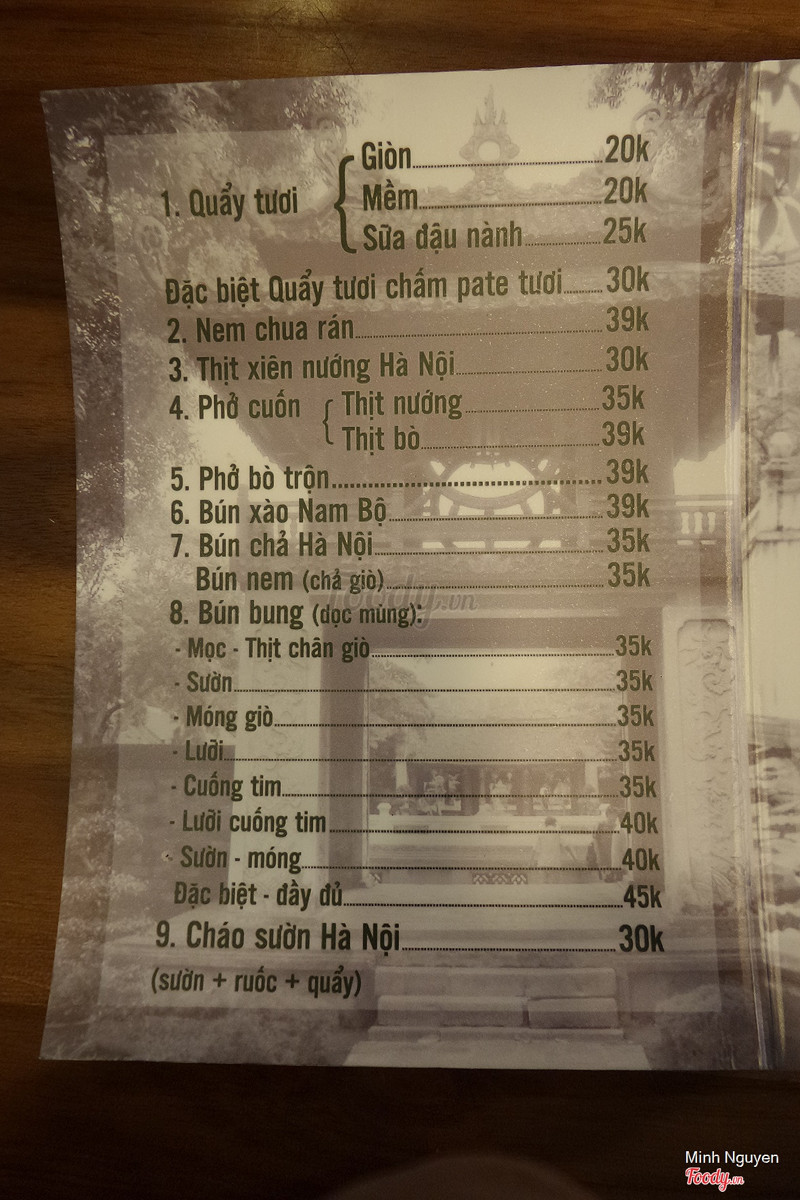 Giòn.....20k
1. Quẩy tươi { Mềm.....20k
Sữa đậu nành.....25k
Đặc biệt Quẩy tươi chấm pate tươi.....30k
2. Nem chua rán.....39k
3. Thịt xiên nướng Hà Nội.....30k
4. Phở cuốn { Thịt nướng.....35k
Thịt bò.....39k
5. Phở bò trộn.....39k
6. Bún xào Nam Bộ.....39k
7. Bún chả Hà Nội.....35k
Bún nem (chả giò).....35k
8. Bún bung (dọc mùng):
- Mọc - Thịt chân giò.....35k
- Sườn.....35k
- Móng giò.....35k
- Lưỡi.....35k
- Cuống tim.....35k
- Lưỡi cuống tim.....40k
- Sườn - móng.....40k
Đặc biệt - đầy đủ.....45k
9. Cháo sườn Hà Nội.....30k
(sườn + ruốc + quẩy)
Foody.vn
Minh Nguyen
Foody.vn